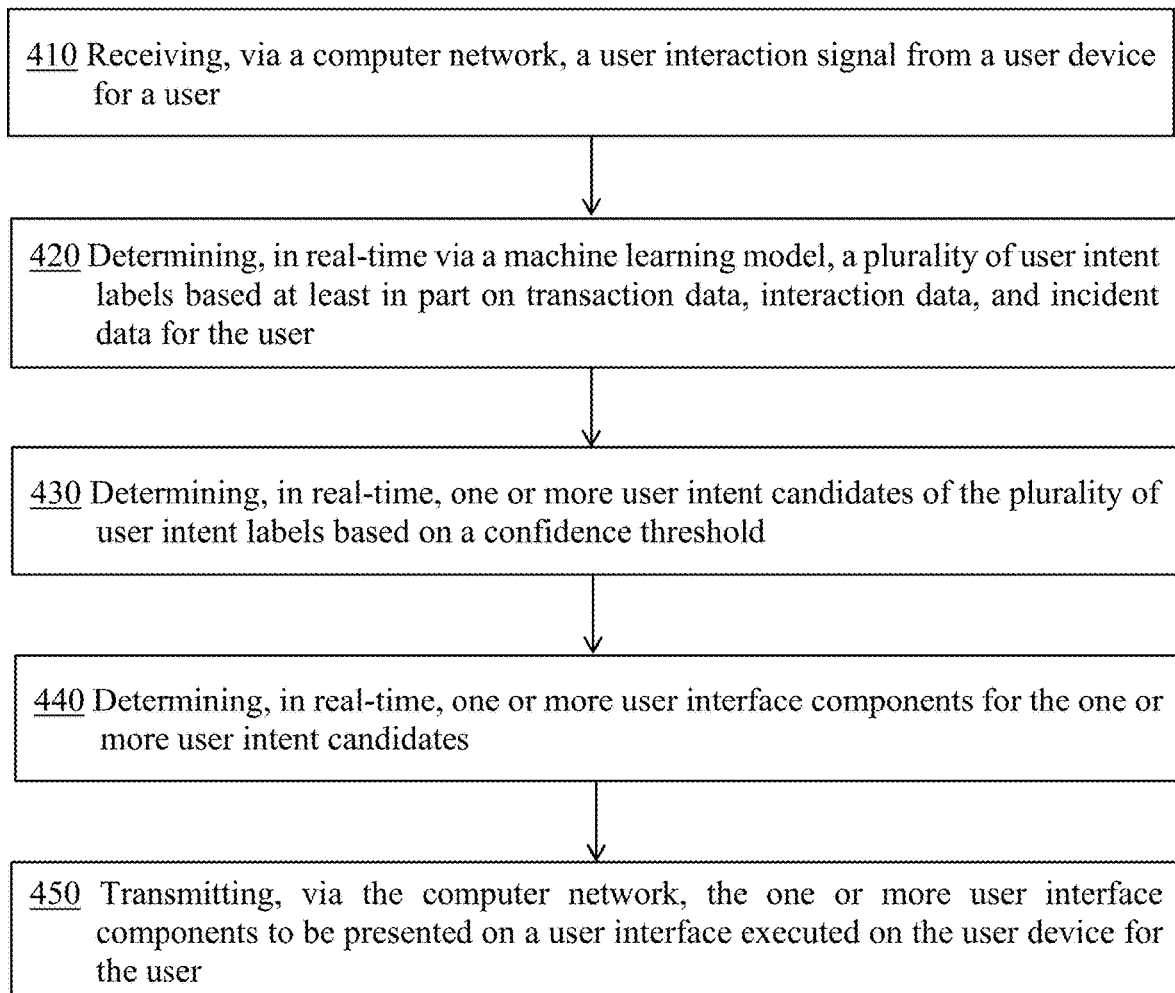 410 Receiving, via a computer network, a user interaction signal from a user device
for a user
420 Determining, in real-time via a machine learning model, a plurality of user intent
labels based at least in part on transaction data, interaction data, and incident
data for the user
430 Determining, in real-time, one or more user intent candidates of the plurality of
user intent labels based on a confidence threshold
440 Determining, in real-time, one or more user interface components for the one or
more user intent candidates
450 Transmitting, via the computer network, the one or more user interface
components to be presented on a user interface executed on the user device for
the user